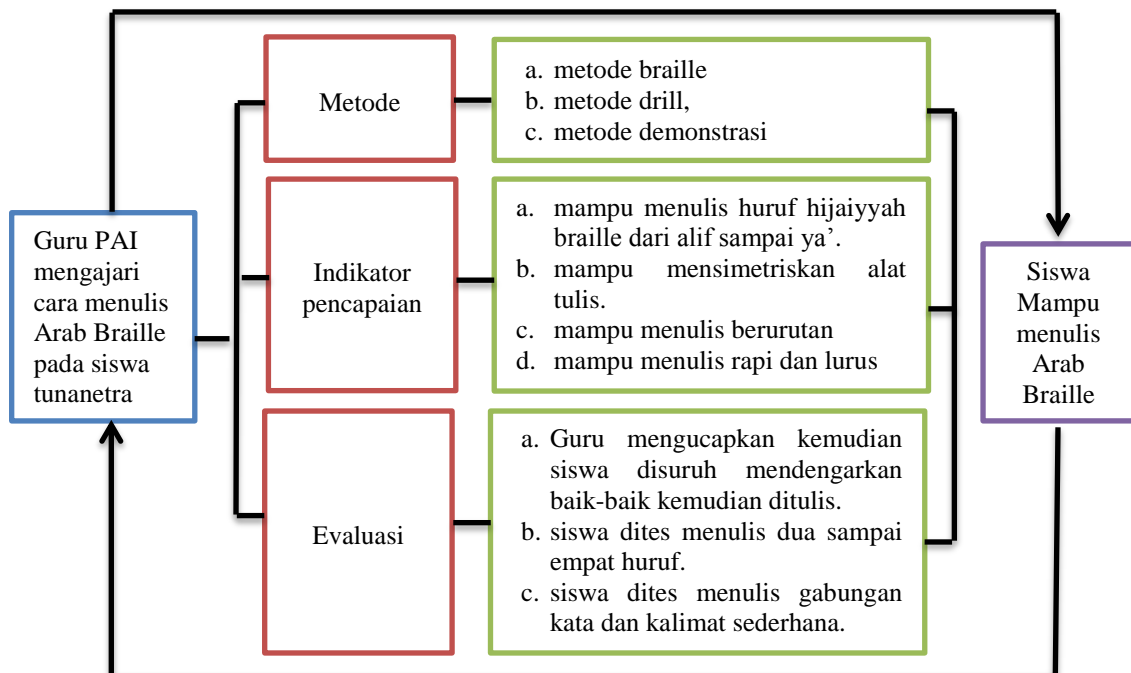 Guru PAI
mengajari
cara menulis
Arab Braille
pada siswa
tunanetra
Metode
a. metode braille
b. metode drill,
c. metode demonstrasi
Indikator
pencapaian
a. mampu menulis huruf hijaiyyah
braille dari alif sampai ya’.
b. mampu mensimetriskan alat
tulis.
c. mampu menulis berurutan
d. mampu menulis rapi dan lurus
Evaluasi
a. Guru mengucapkan kemudian
siswa disuruh mendengarkan
baik-baik kemudian ditulis.
b. siswa dites menulis dua sampai
empat huruf.
c. siswa dites menulis gabungan
kata dan kalimat sederhana.
Siswa
Mampu
menulis
Arab
Braille